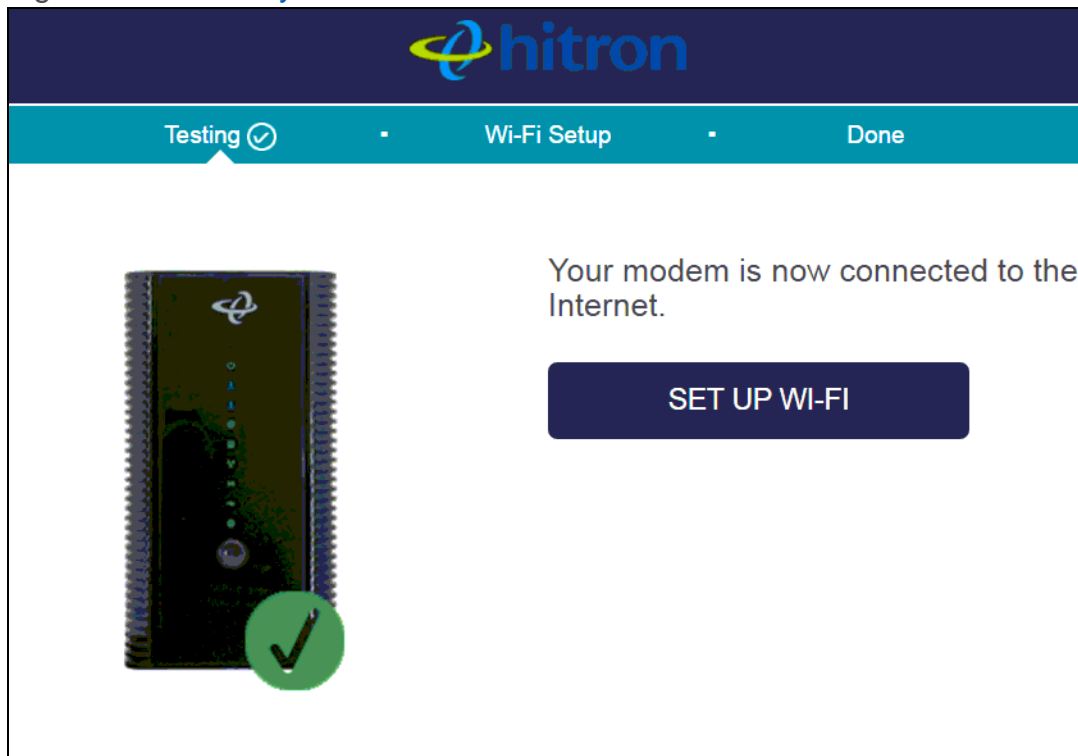 hitron
Testing
Wi-Fi Setup
Done
Your modem is now connected to the
Internet.
SET UP WI-FI